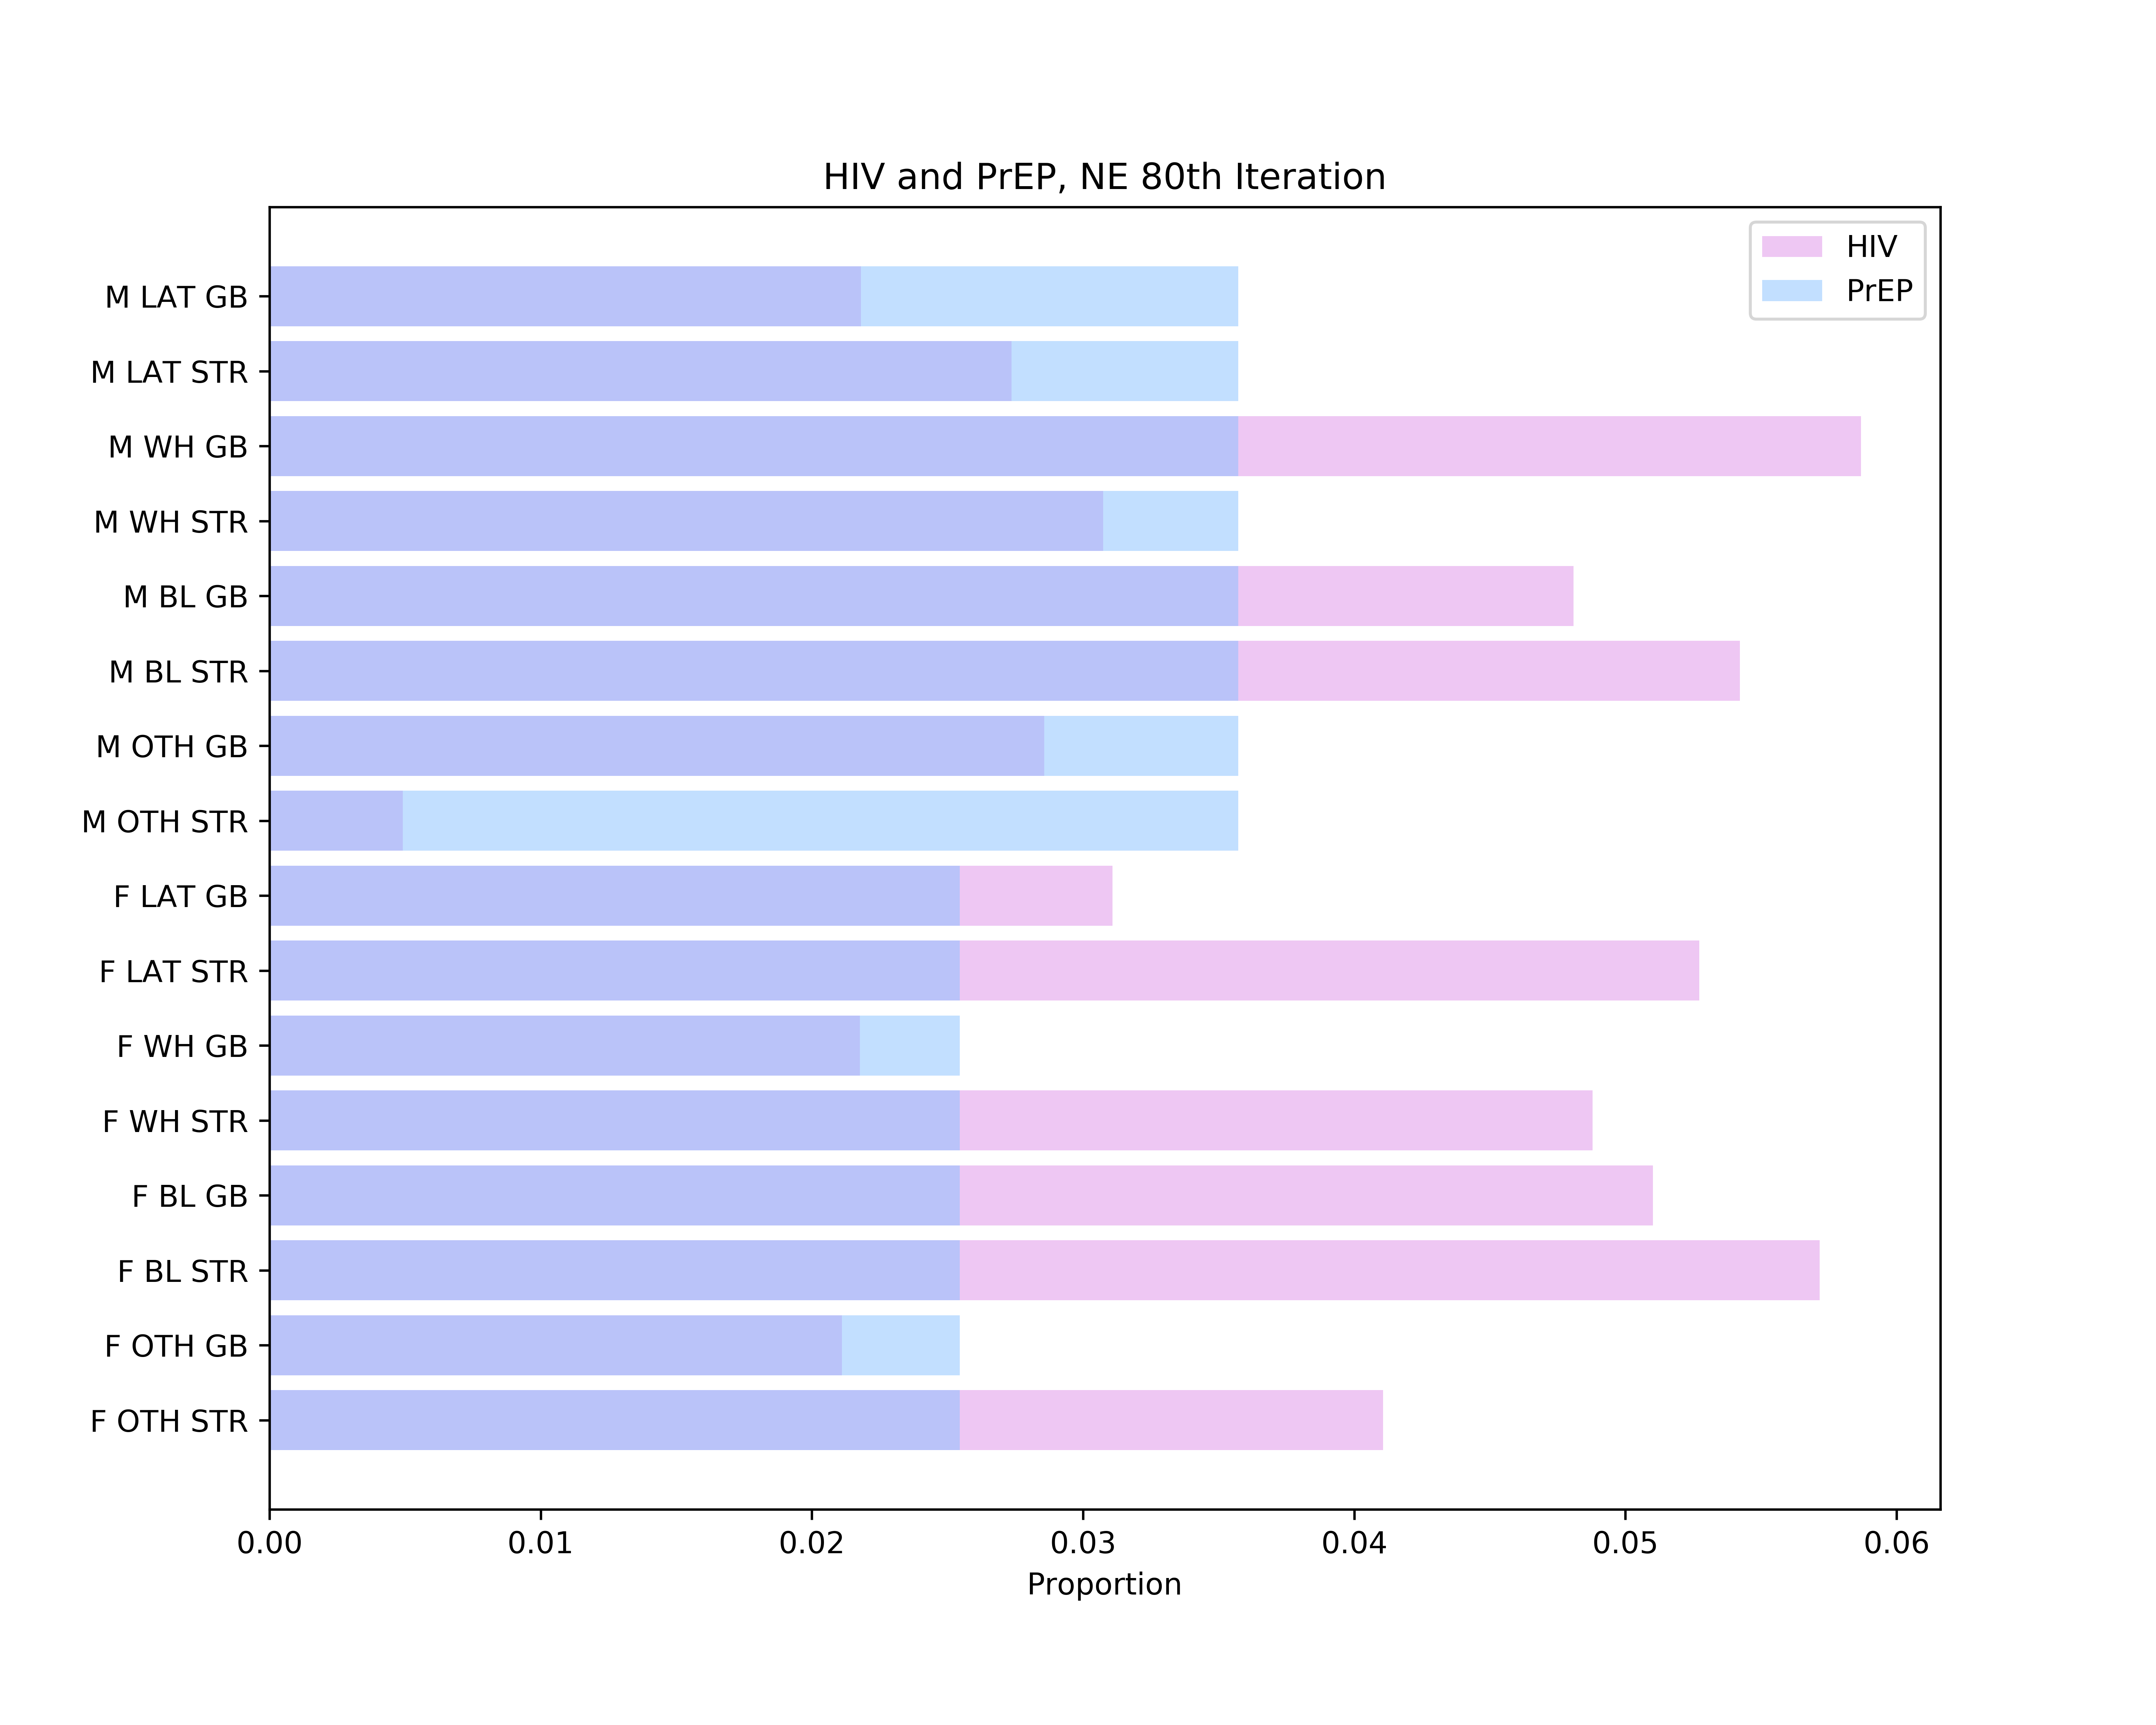 HIV and PrEP, NE 80th Iteration
HIV
PrEP
M LAT GB
M LAT STR
M WH GB
M WH STR
M BL GB
M BL STR
M OTH GB
M OTH STR
F LAT GB
F LAT STR
F WH GB
F WH STR
F BL GB
F BL STR
F OTH GB
F OTH STR
0.00 0.01 0.02 0.03 0.04 0.05 0.06
Proportion